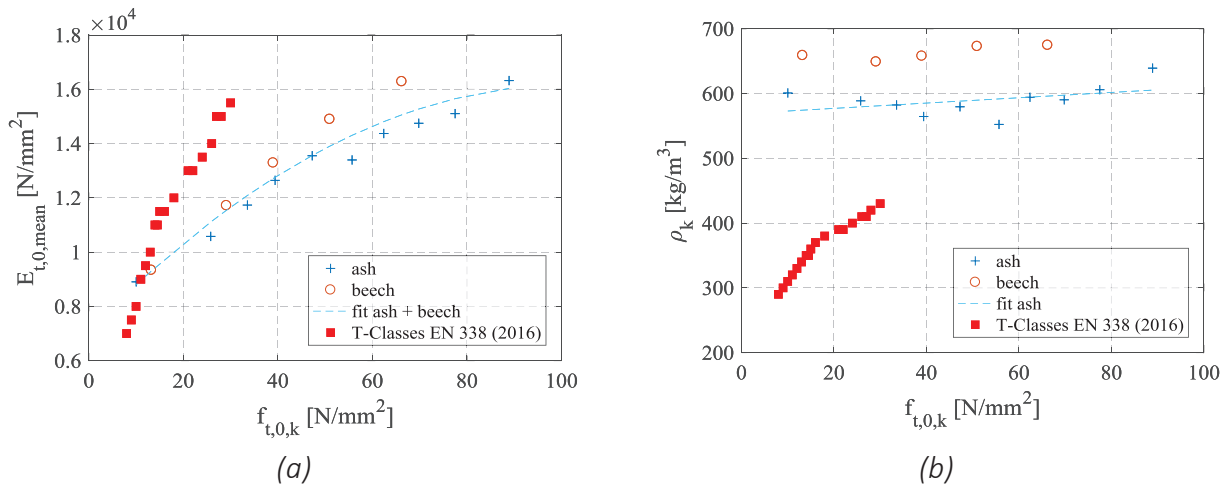 ×10⁴
1.8
1.6
1.4
1.2
1
0.8
0.6
0 20 40 60 80 100
E_t,0,mean [N/mm²]
f_t,0,k [N/mm²]
ash
beech
fit ash + beech
T-Classes EN 338 (2016)
(a)
700
600
500
400
300
200
0 20 40 60 80 100
ρ_k [kg/m³]
f_t,0,k [N/mm²]
ash
beech
fit ash
T-Classes EN 338 (2016)
(b)